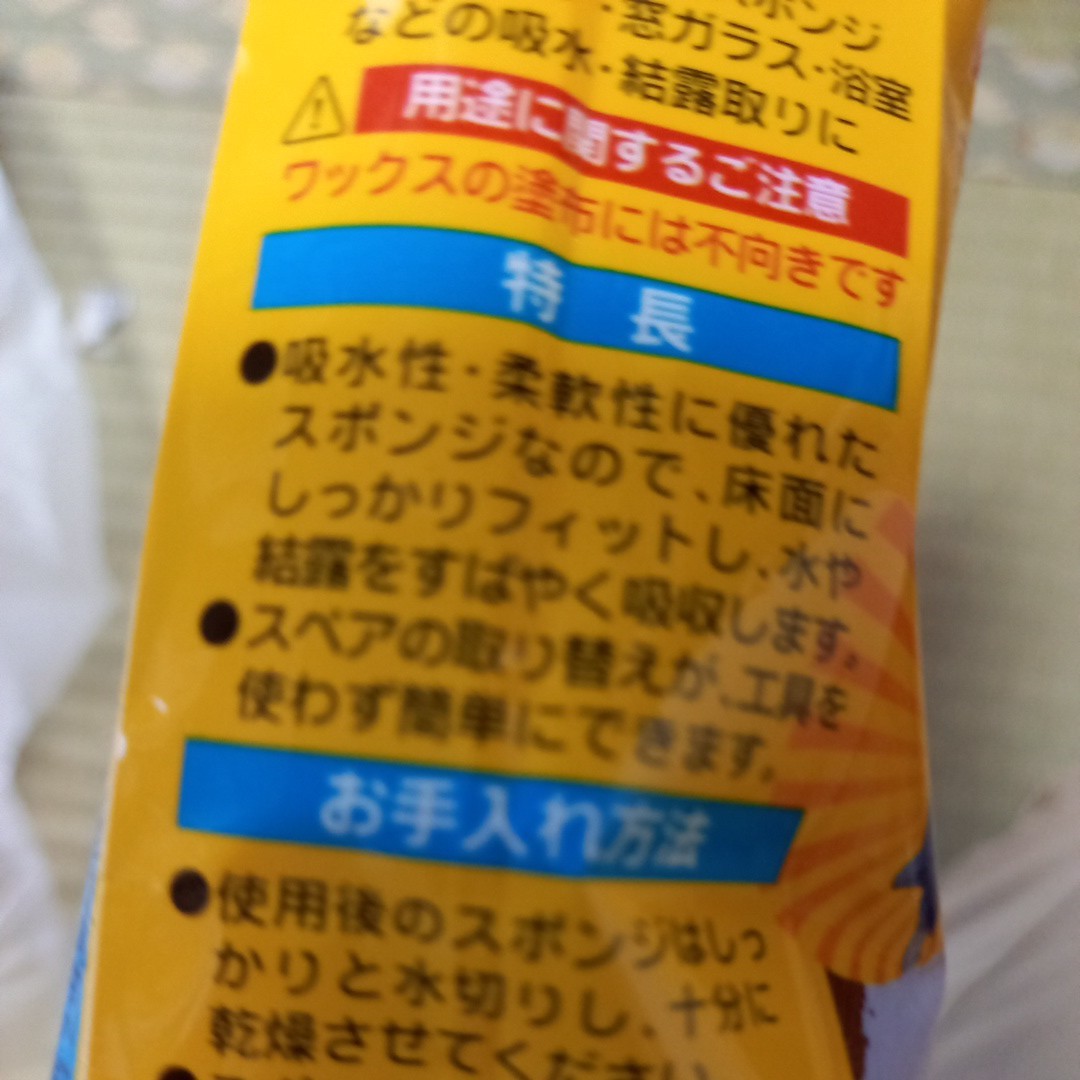 ポンジ
・窓ガラス・浴室
などの吸水・結露取りに
用途に関するご注意
ワックスの塗布には不向きです
特 長
●吸水性・柔軟性に優れた
スポンジなので、床面に
しっかりフィットし、水や
結露をすばやく吸収します。
●スペアの取り替えが、工具を
使わず簡単にできます。
お手入れ方法
●使用後のスポンジはしっ
かりと水切りし、十分に
乾燥させてください